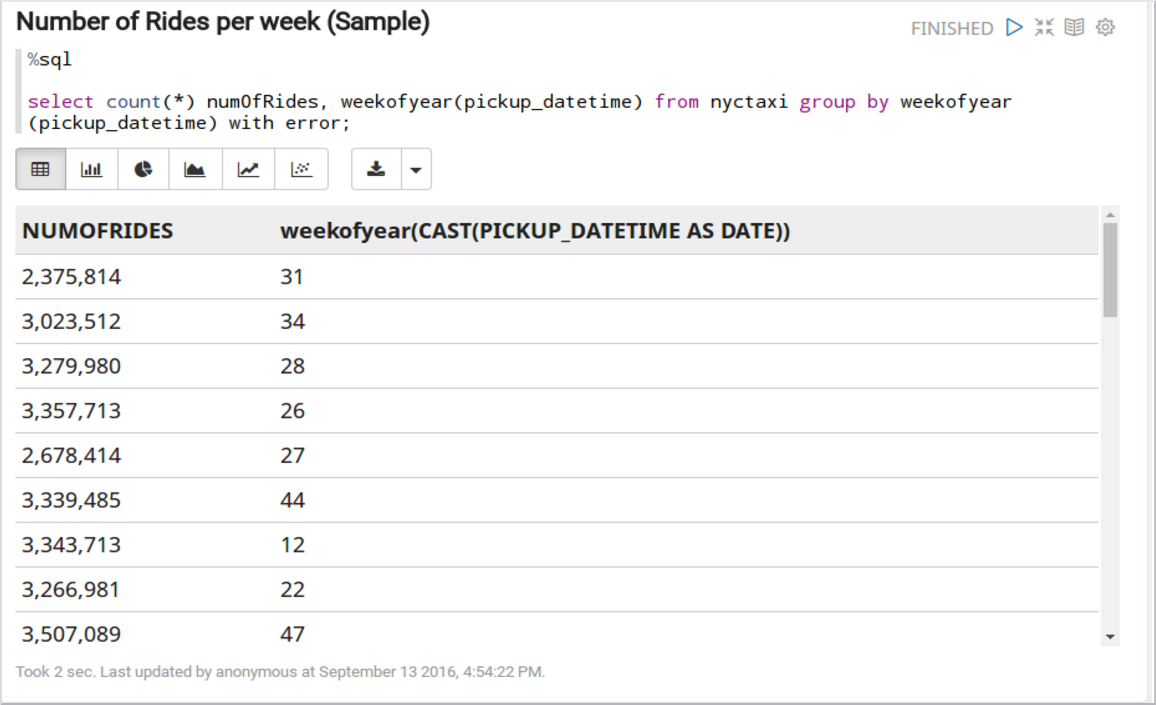 Number of Rides per week (Sample)
FINISHED
%sql
select count(*) numOfRides, weekofyear(pickup_datetime) from nyctaxi group by weekofyear
(pickup_datetime) with error;
NUMOFRIDES weekofyear(CAST(PICKUP_DATETIME AS DATE))
2,375,814 31
3,023,512 34
3,279,980 28
3,357,713 26
2,678,414 27
3,339,485 44
3,343,713 12
3,266,981 22
3,507,089 47
Took 2 sec. Last updated by anonymous at September 13 2016, 4:54:22 PM.